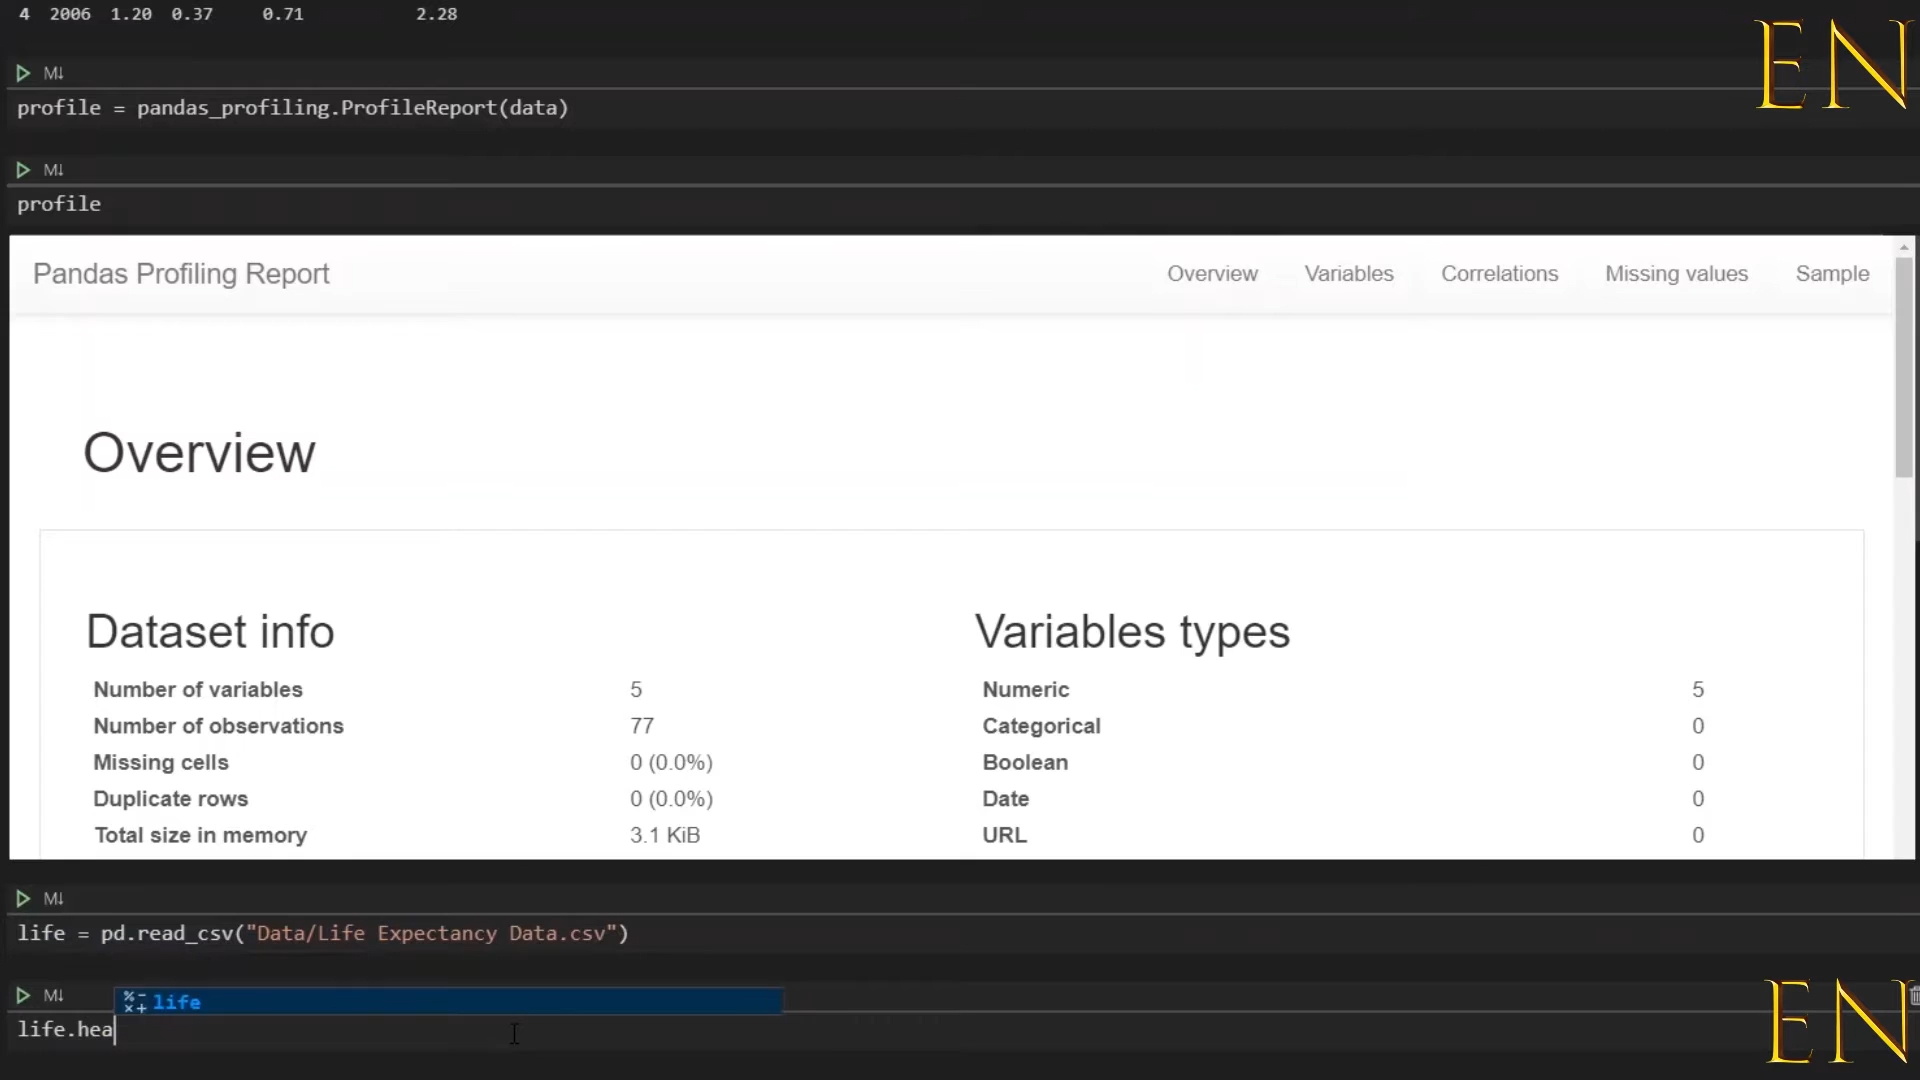 4 2006 1.20 0.37 0.71 2.28
EN
M↓
profile = pandas_profiling.ProfileReport(data)
M↓
profile
Pandas Profiling Report
Overview Variables Correlations Missing values Sample
Overview
Dataset info
Number of variables 5
Number of observations 77
Missing cells 0 (0.0%)
Duplicate rows 0 (0.0%)
Total size in memory 3.1 KiB
Variables types
Numeric 5
Categorical 0
Boolean 0
Date 0
URL 0
M↓
life = pd.read_csv("Data/Life Expectancy Data.csv")
M↓
life
life.hea
EN